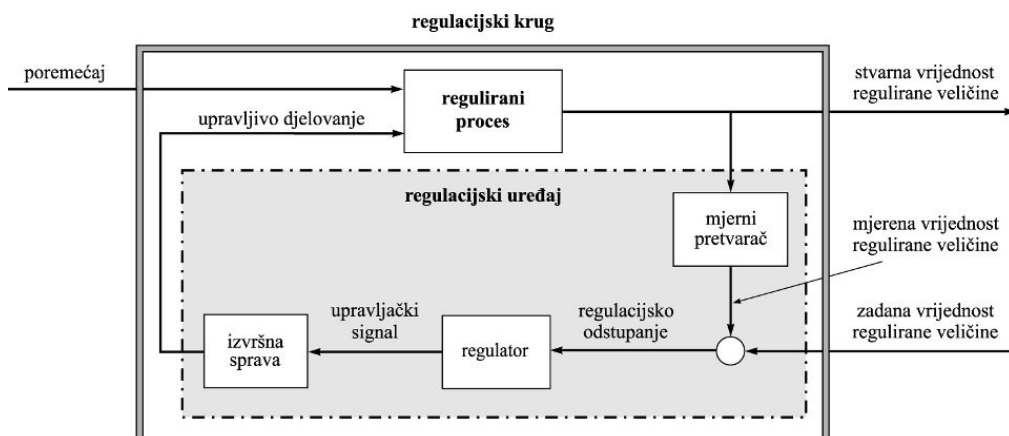 regulacijski krug
poremećaj
regulirani
proces
stvarna vrijednost
regulirane veličine
upravljivo djelovanje
regulacijski uređaj
mjerni
pretvarač
mjerena vrijednost
regulirane veličine
izvršna
sprava
upravljački
signal
regulator
regulacijsko
odstupanje
zadana vrijednost
regulirane veličine